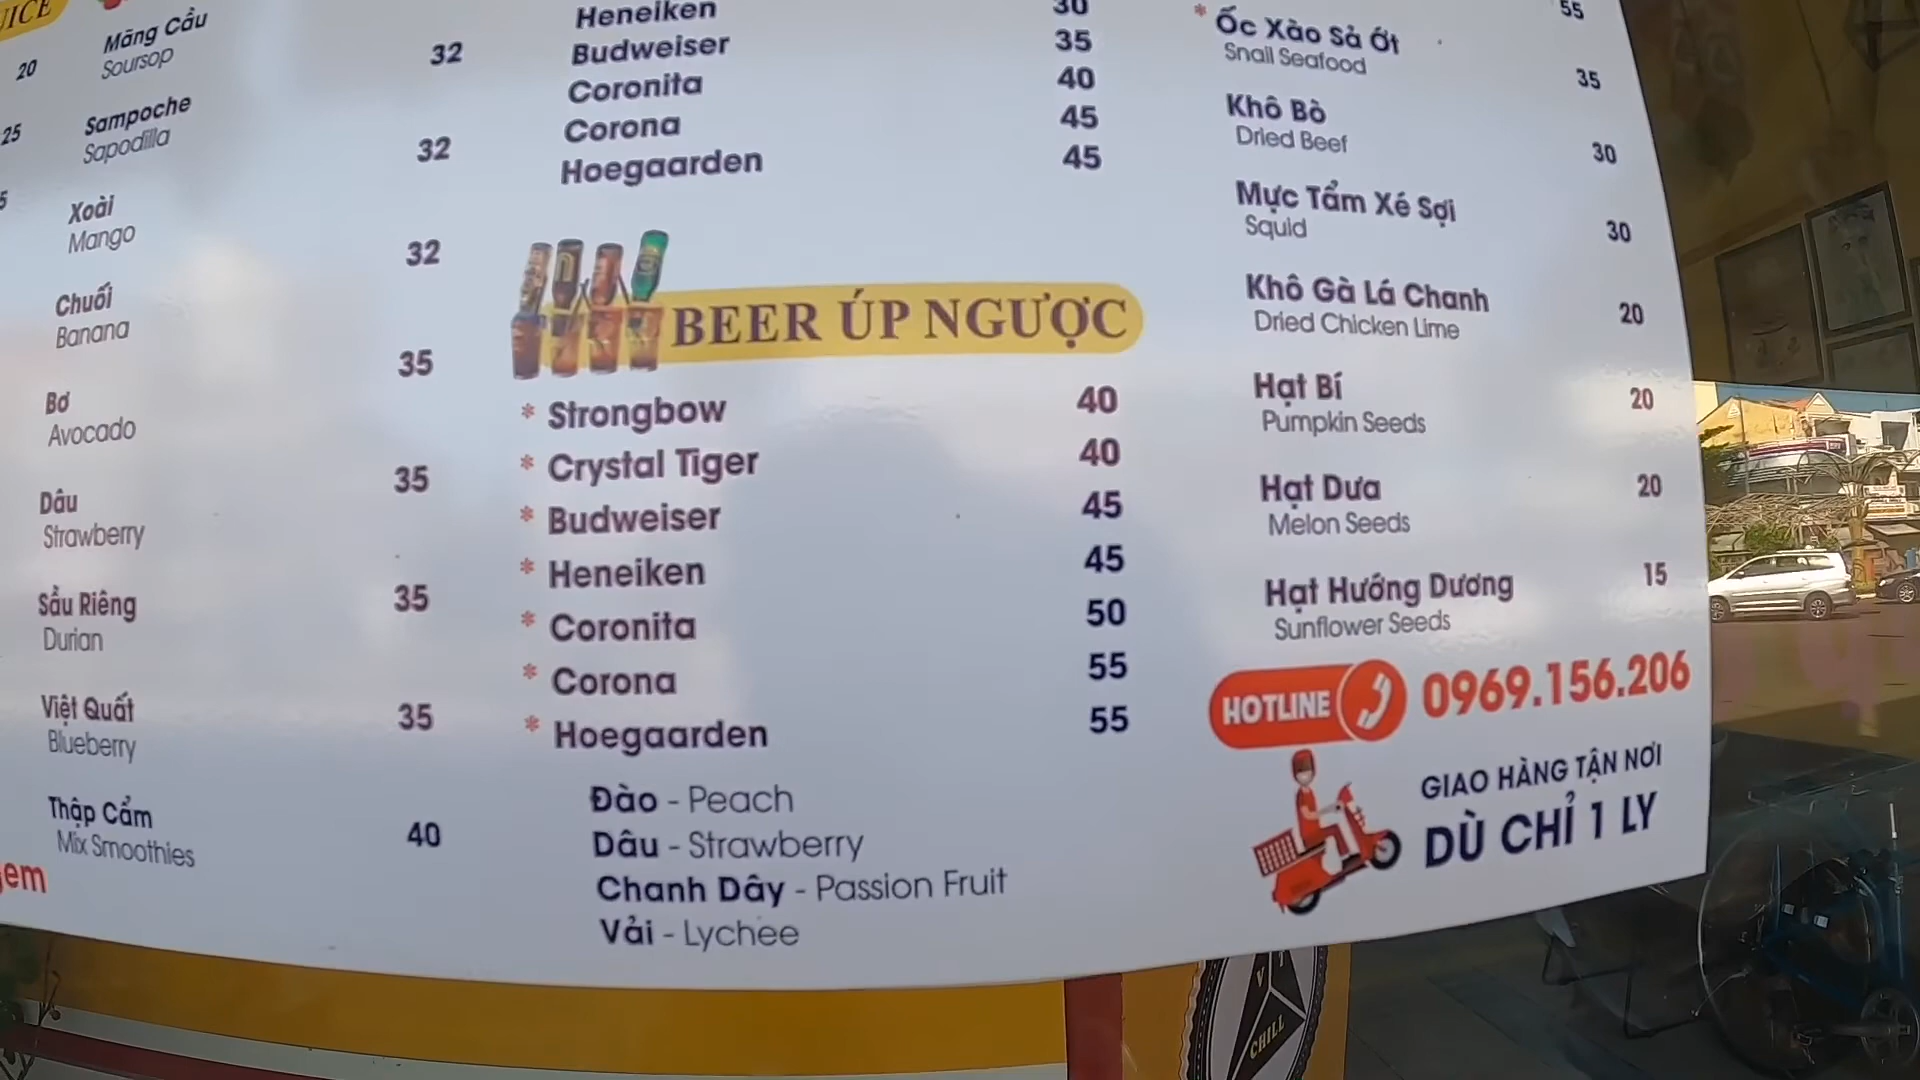 UICE
20
25
5
Mãng Cầu
Soursop
Sampoche 32
Sapodilla
Xoài 32
Mango
Chuối 32
Banana
Bơ 35
Avocado
Dâu 35
Strawberry
Sầu Riêng 35
Durian
Việt Quất 35
Blueberry
Thập Cẩm 40
Mix Smoothies
em
Heneiken 30
Budweiser 35
Coronita 40
Corona 45
Hoegaarden 45
BEER ÚP NGƯỢC
* Strongbow 40
* Crystal Tiger 40
* Budweiser 45
* Heneiken 45
* Coronita 50
* Corona 55
* Hoegaarden 55
Đào - Peach
Dâu - Strawberry
Chanh Dây - Passion Fruit
Vải - Lychee
55
* Ốc Xào Sả Ớt 35
Snail Seafood
Khô Bò 30
Dried Beef
Mực Tẩm Xé Sợi 30
Squid
Khô Gà Lá Chanh 20
Dried Chicken Lime
Hạt Bí 20
Pumpkin Seeds
Hạt Dưa 20
Melon Seeds
Hạt Hướng Dương 15
Sunflower Seeds
HOTLINE 0969.156.206
GIAO HÀNG TẬN NƠI
DÙ CHỈ 1 LY
V T
CHILL